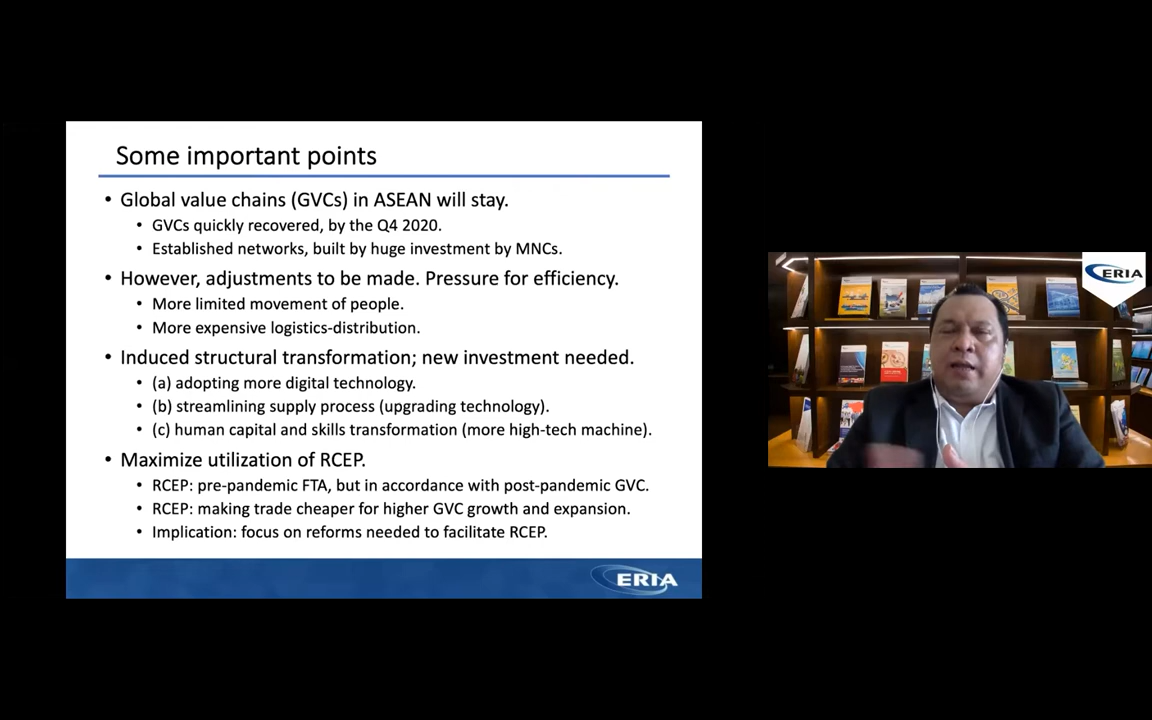 Some important points
• Global value chains (GVCs) in ASEAN will stay.
• GVCs quickly recovered, by the Q4 2020.
• Established networks, built by huge investment by MNCs.
• However, adjustments to be made. Pressure for efficiency.
• More limited movement of people.
• More expensive logistics-distribution.
• Induced structural transformation; new investment needed.
• (a) adopting more digital technology.
• (b) streamlining supply process (upgrading technology).
• (c) human capital and skills transformation (more high-tech machine).
• Maximize utilization of RCEP.
• RCEP: pre-pandemic FTA, but in accordance with post-pandemic GVC.
• RCEP: making trade cheaper for higher GVC growth and expansion.
• Implication: focus on reforms needed to facilitate RCEP.
ERIA
ERIA